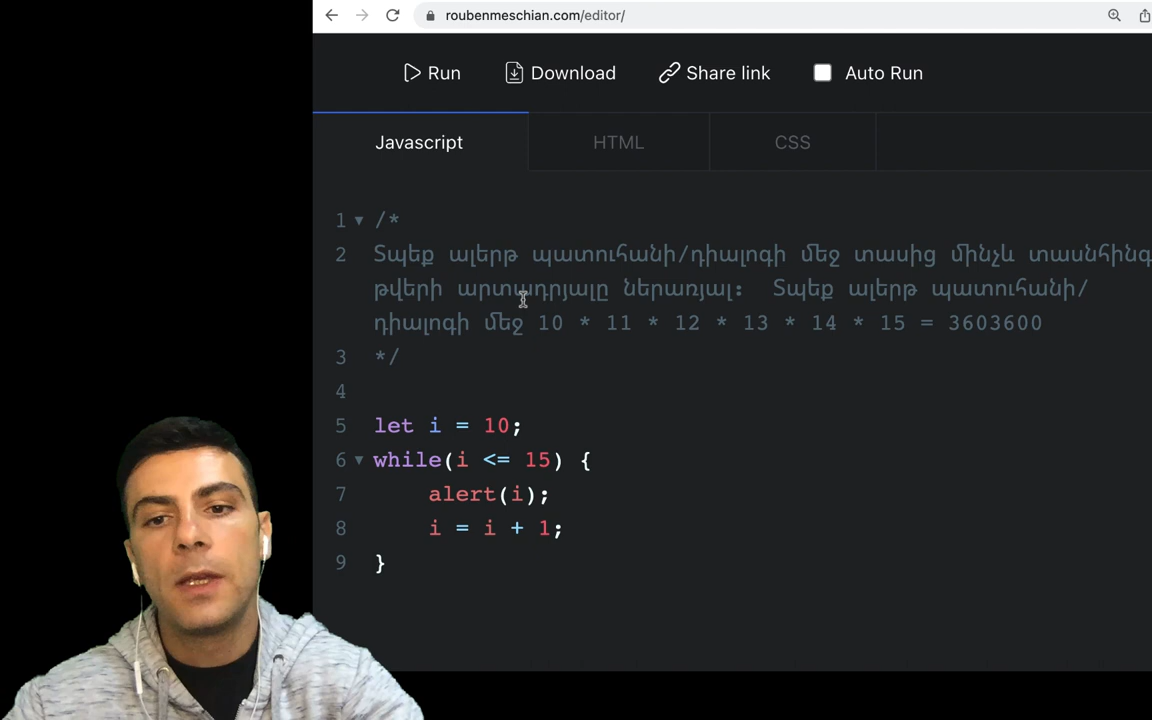 roubenmeschian.com/editor/
Run Download Share link Auto Run
Javascript HTML CSS
1 /*
2 Տպեք ալերթ պատուհանի/դիալոգի մեջ տասից մինչև տասնհինգ
թվերի արտադրյալը ներառյալ: Տպեք ալերթ պատուհանի/
դիալոգի մեջ 10 * 11 * 12 * 13 * 14 * 15 = 3603600
3 */
4
5 let i = 10;
6 while(i <= 15) {
7 alert(i);
8 i = i + 1;
9 }